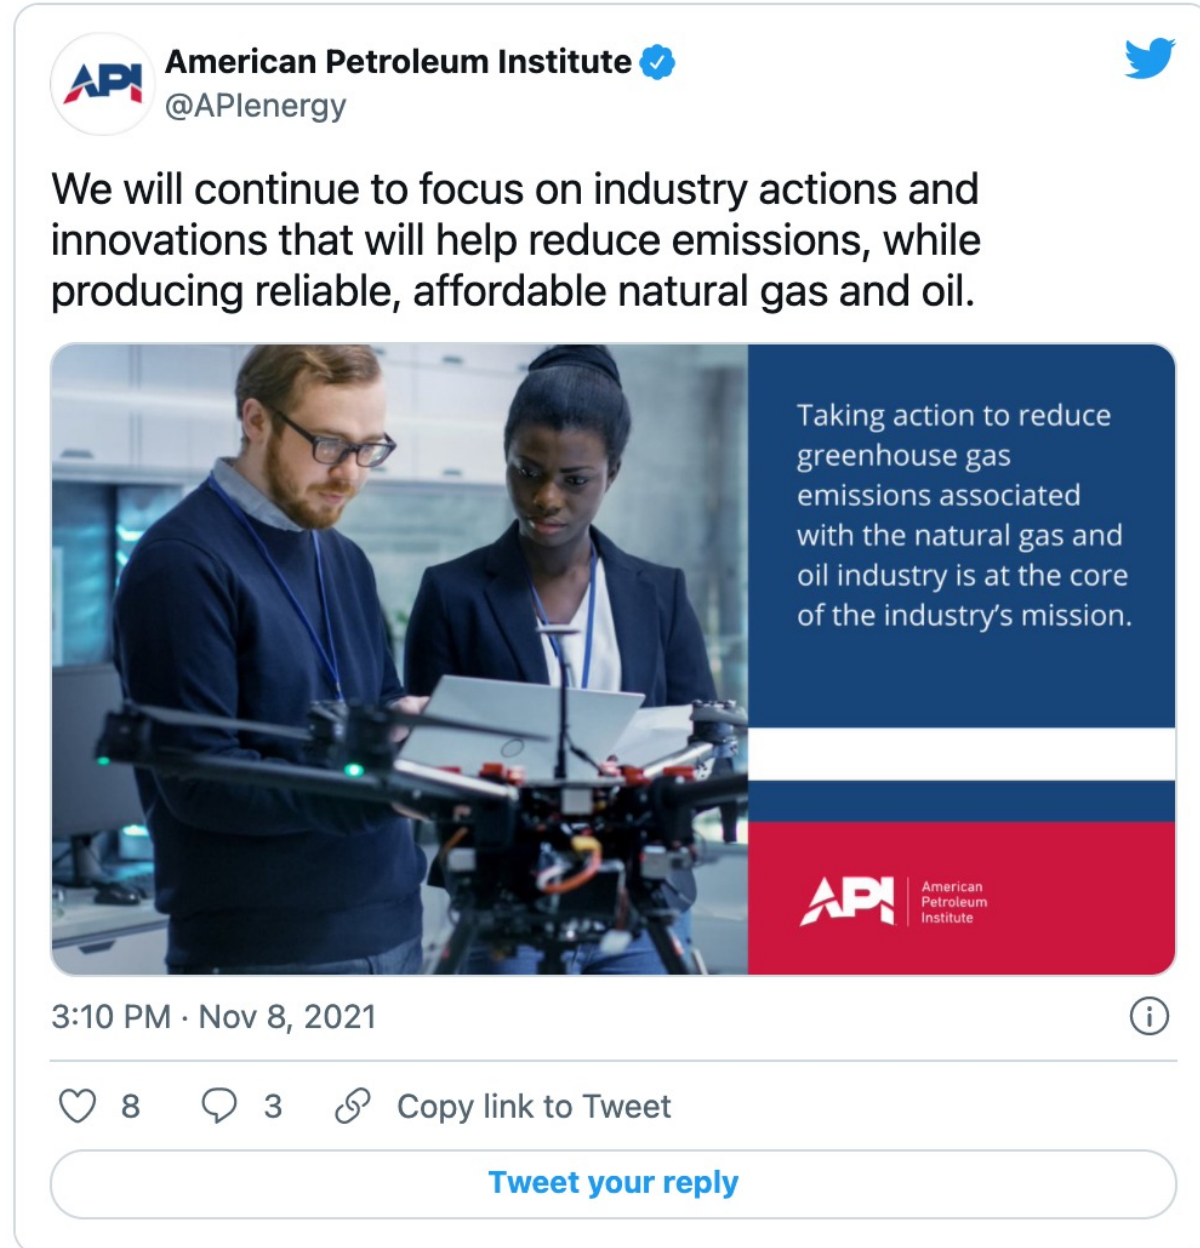 API
American Petroleum Institute
@APIenergy
We will continue to focus on industry actions and
innovations that will help reduce emissions, while
producing reliable, affordable natural gas and oil.
Taking action to reduce
greenhouse gas
emissions associated
with the natural gas and
oil industry is at the core
of the industry’s mission.
API
American
Petroleum
Institute
3:10 PM · Nov 8, 2021
8
3
Copy link to Tweet
Tweet your reply